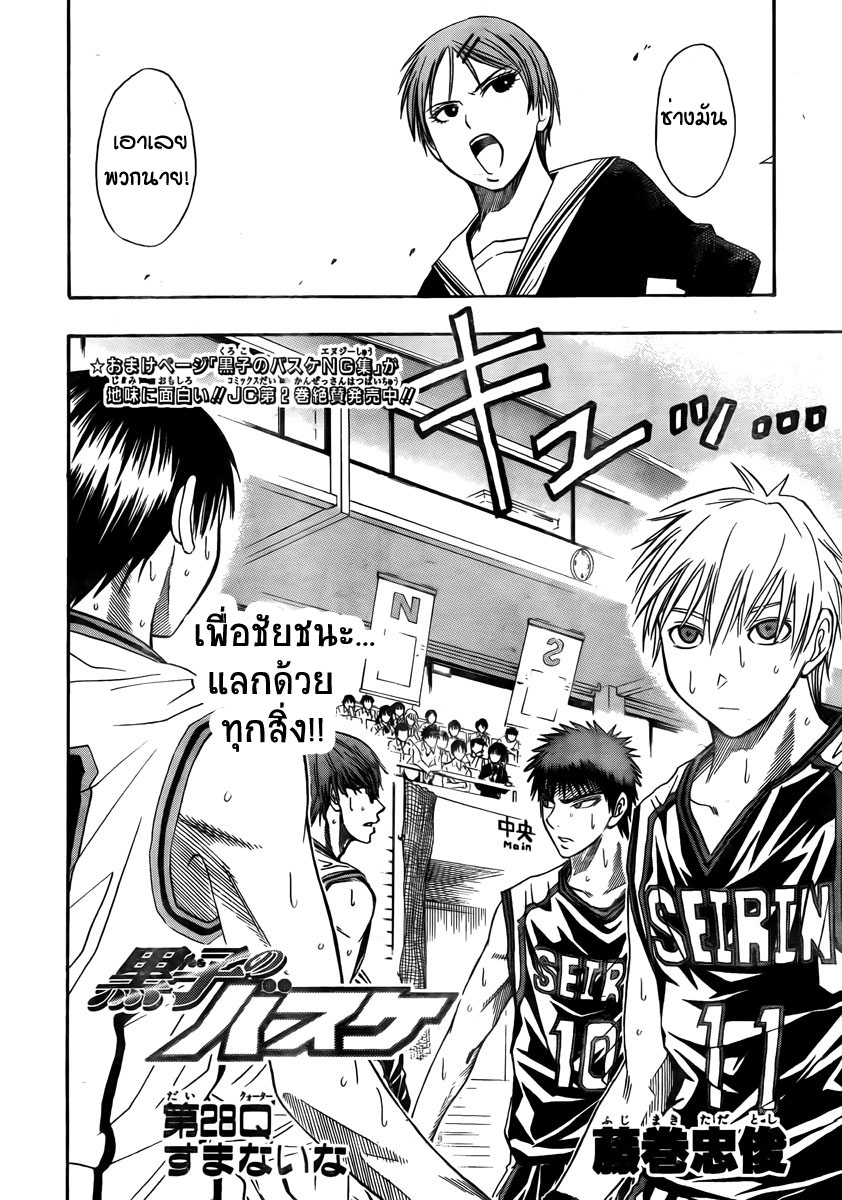 ช่างมัน
เอาเลย
พวกนาย!
☆おまけページ「黒子のバスケNG集」が
地味に面白い!!JC第2巻絶賛発売中!!
キュッ・・・
N
2
เพื่อชัยชนะ...
แลกด้วย
ทุกสิ่ง!!
中央
Main
SEIRIN
10
SEIRIN
11
黒子の
バスケ
第28Q
すまないな
藤巻忠俊